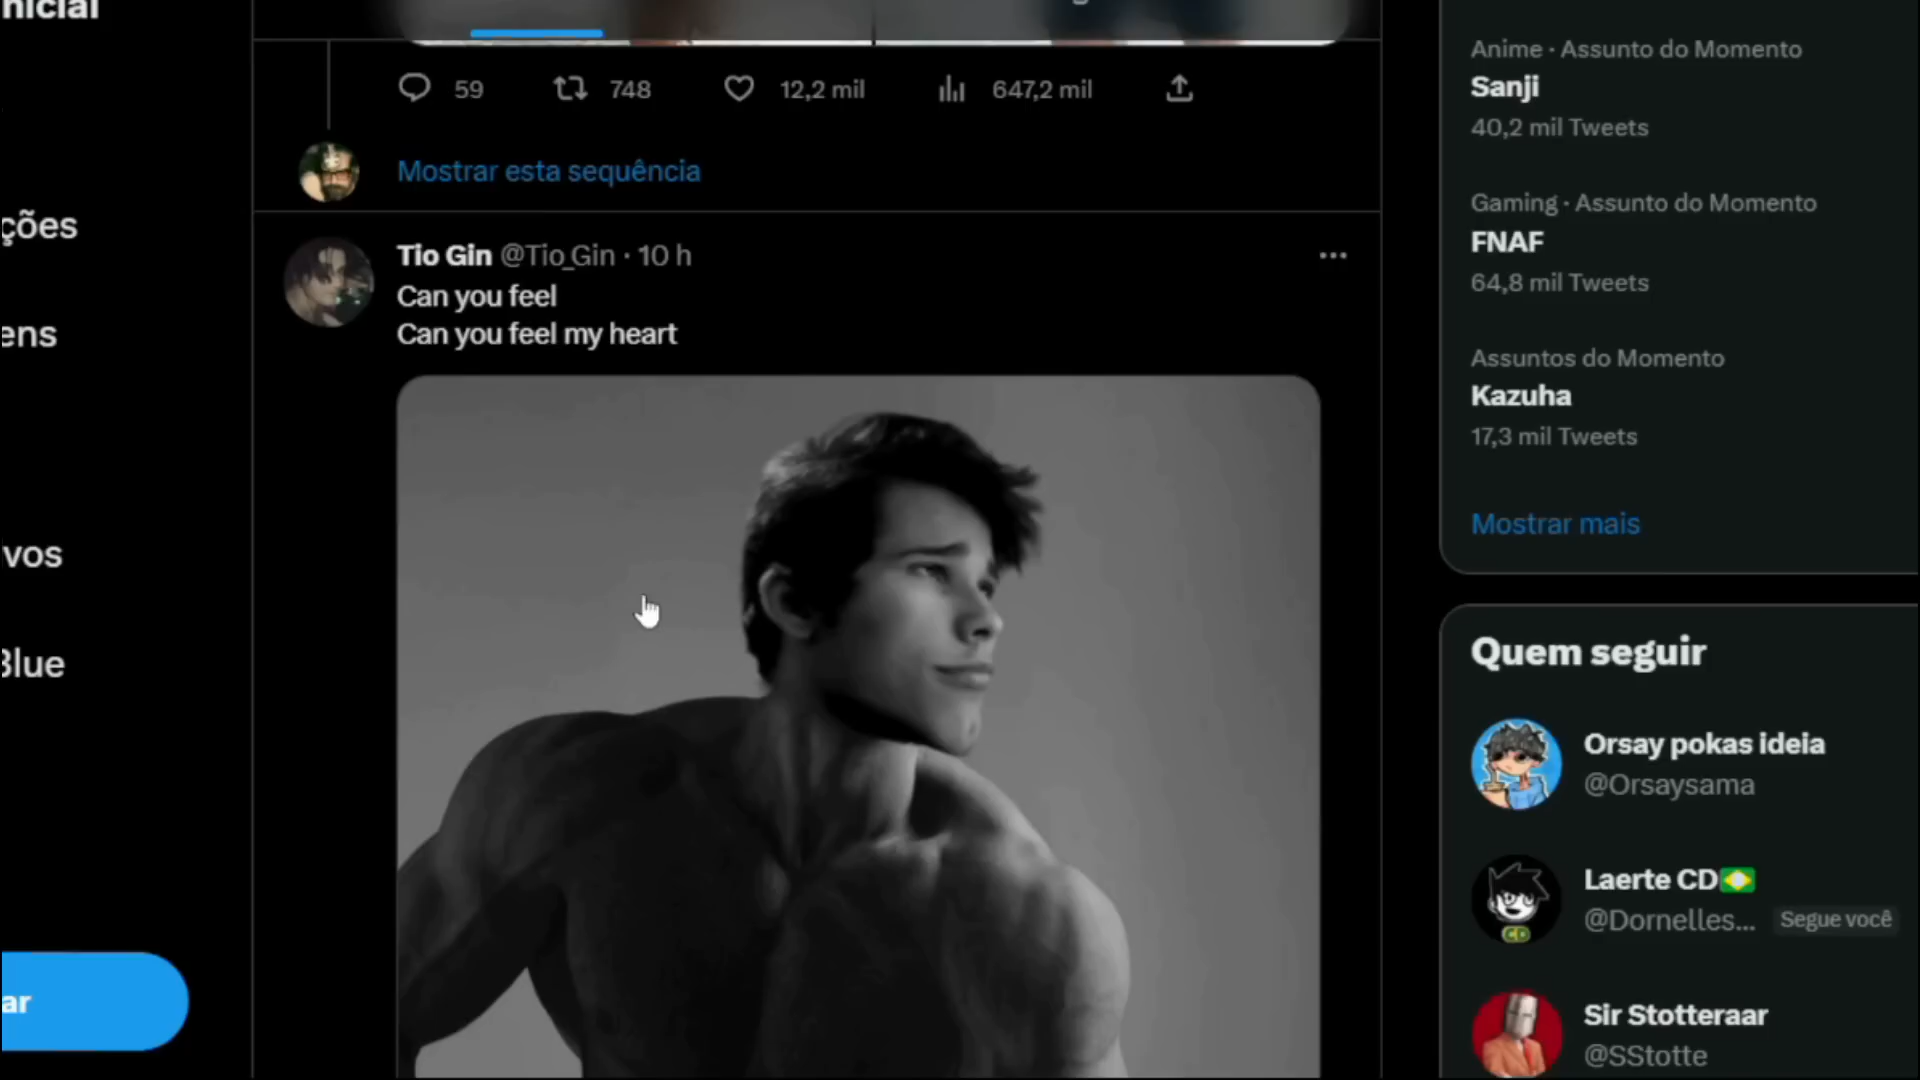 nicial
ções
ens
vos
Blue
ar
59
748
12,2 mil
647,2 mil
Mostrar esta sequência
Tio Gin @Tio_Gin · 10 h
Can you feel
Can you feel my heart
Anime · Assunto do Momento
Sanji
40,2 mil Tweets
Gaming · Assunto do Momento
FNAF
64,8 mil Tweets
Assuntos do Momento
Kazuha
17,3 mil Tweets
Mostrar mais
Quem seguir
Orsay pokas ideia
@Orsaysama
Laerte CD🇧🇷
@Dornelles... Segue você
CD
Sir Stotteraar
@SStotte